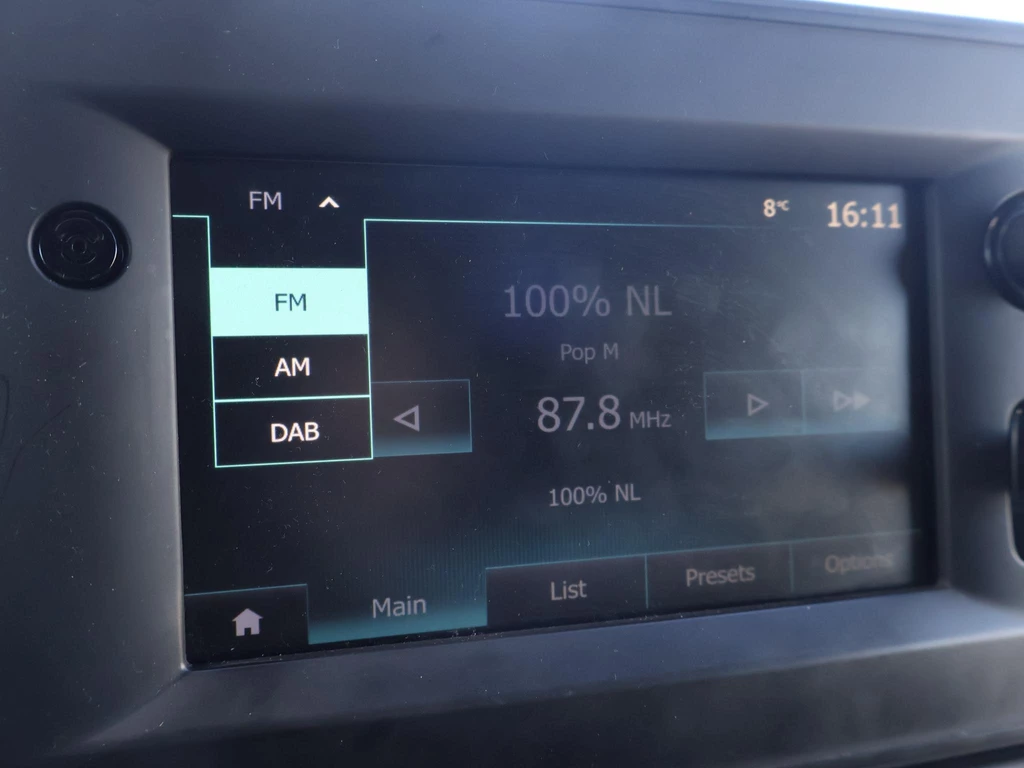 FM
8°C 16:11
FM
AM
DAB
100% NL
Pop M
87.8 MHz
100% NL
Main List Presets Options